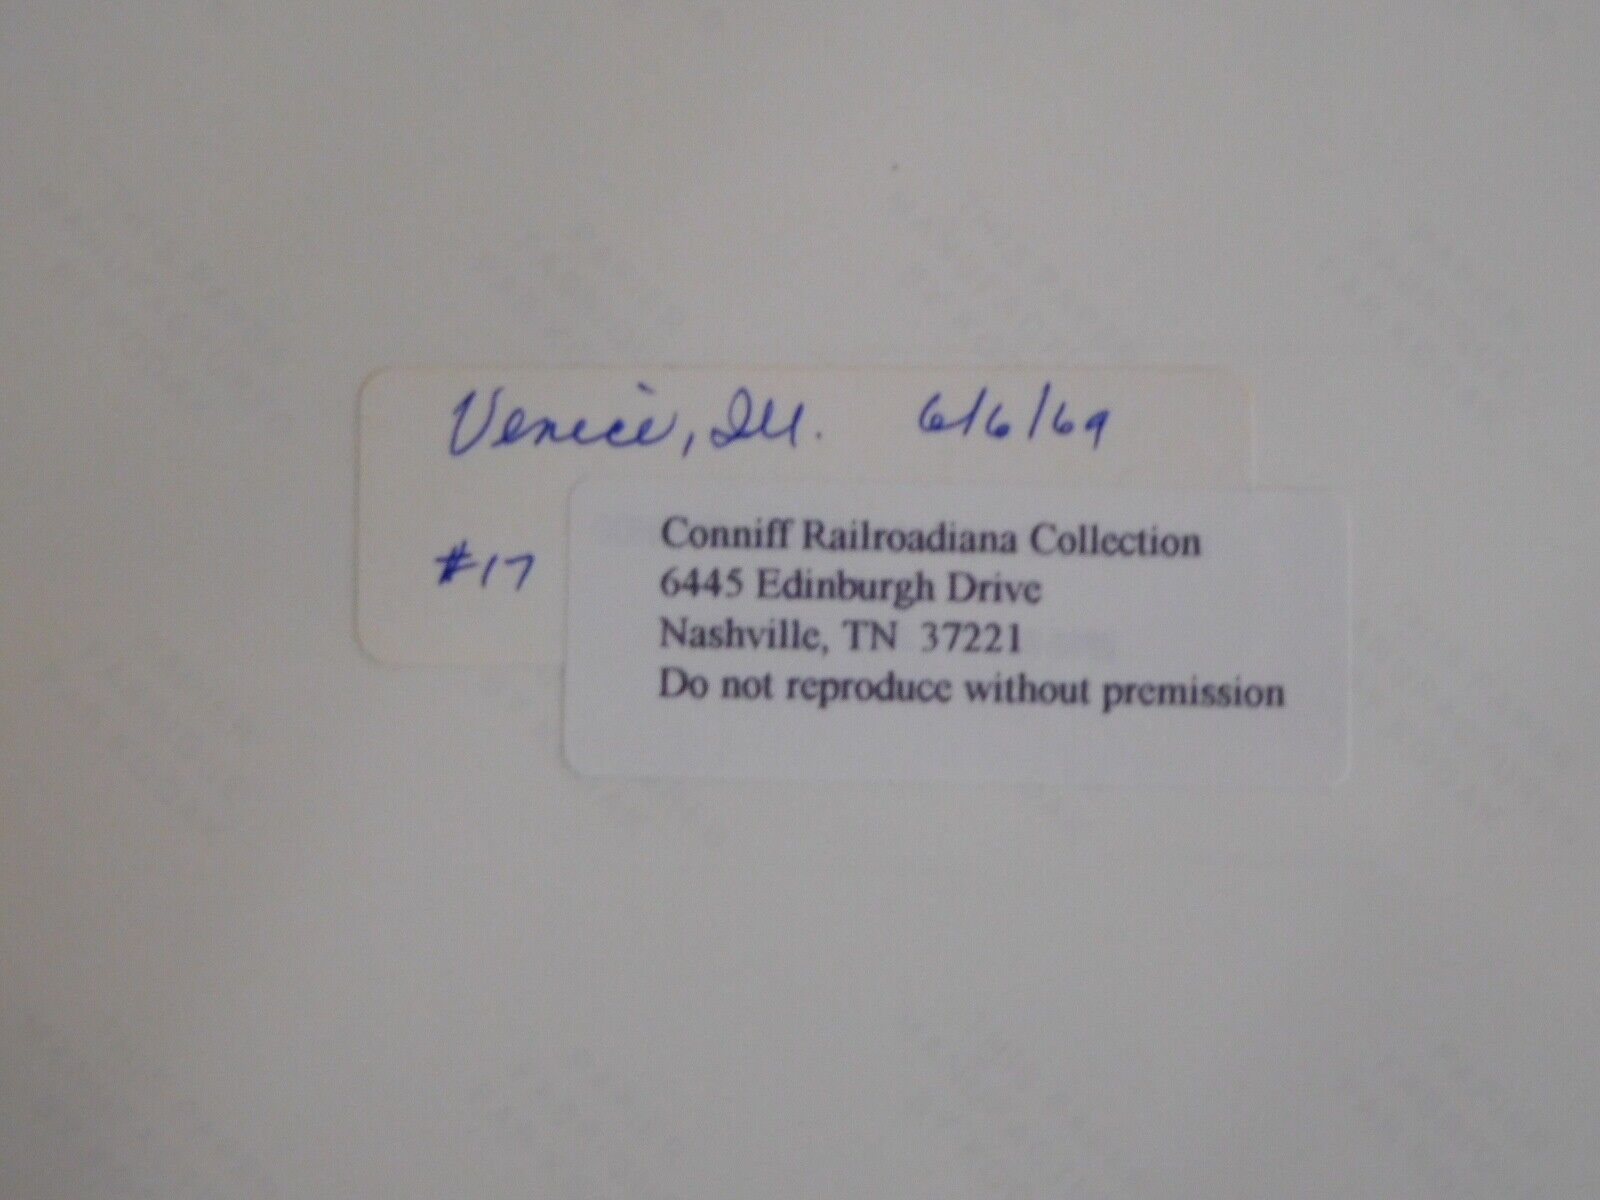 Venice, Ill. 6/6/69
#17
Conniff Railroadiana Collection
6445 Edinburgh Drive
Nashville, TN 37221
Do not reproduce without premission